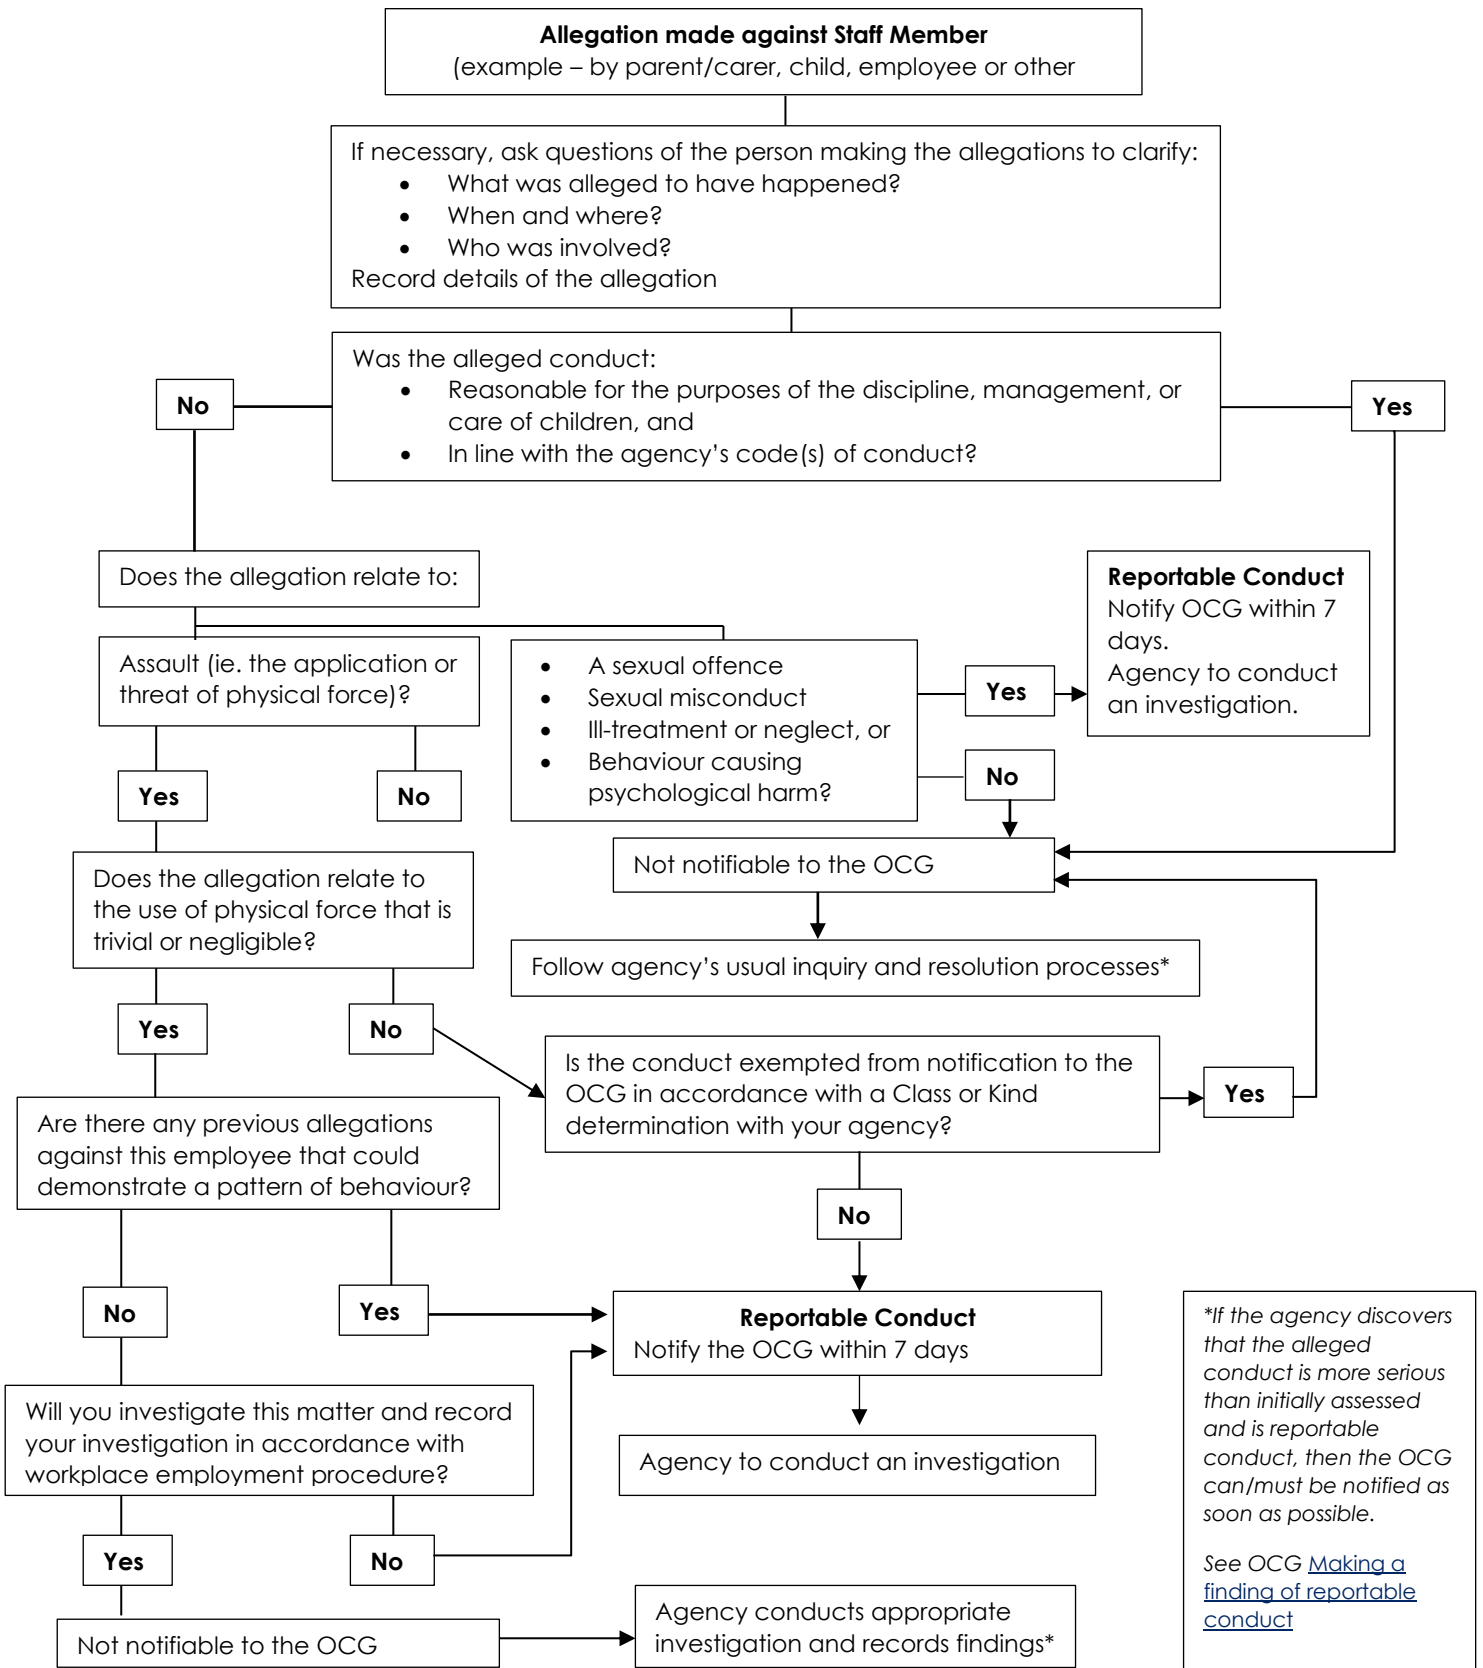 Allegation made against Staff Member
(example – by parent/carer, child, employee or other
If necessary, ask questions of the person making the allegations to clarify:
• What was alleged to have happened?
• When and where?
• Who was involved?
Record details of the allegation
Was the alleged conduct:
• Reasonable for the purposes of the discipline, management, or
care of children, and
• In line with the agency’s code(s) of conduct?
No
Yes
Does the allegation relate to:
Assault (ie. the application or
threat of physical force)?
• A sexual offence
• Sexual misconduct
• Ill-treatment or neglect, or
• Behaviour causing
psychological harm?
Yes
Reportable Conduct
Notify OCG within 7
days.
Agency to conduct
an investigation.
No
Yes
No
Not notifiable to the OCG
Follow agency’s usual inquiry and resolution processes*
Does the allegation relate to
the use of physical force that is
trivial or negligible?
Yes
No
Is the conduct exempted from notification to the
OCG in accordance with a Class or Kind
determination with your agency?
Yes
No
Are there any previous allegations
against this employee that could
demonstrate a pattern of behaviour?
No
Yes
Reportable Conduct
Notify the OCG within 7 days
Agency to conduct an investigation
Will you investigate this matter and record
your investigation in accordance with
workplace employment procedure?
Yes
No
Not notifiable to the OCG
Agency conducts appropriate
investigation and records findings*
*If the agency discovers
that the alleged
conduct is more serious
than initially assessed
and is reportable
conduct, then the OCG
can/must be notified as
soon as possible.
See OCG Making a
finding of reportable
conduct